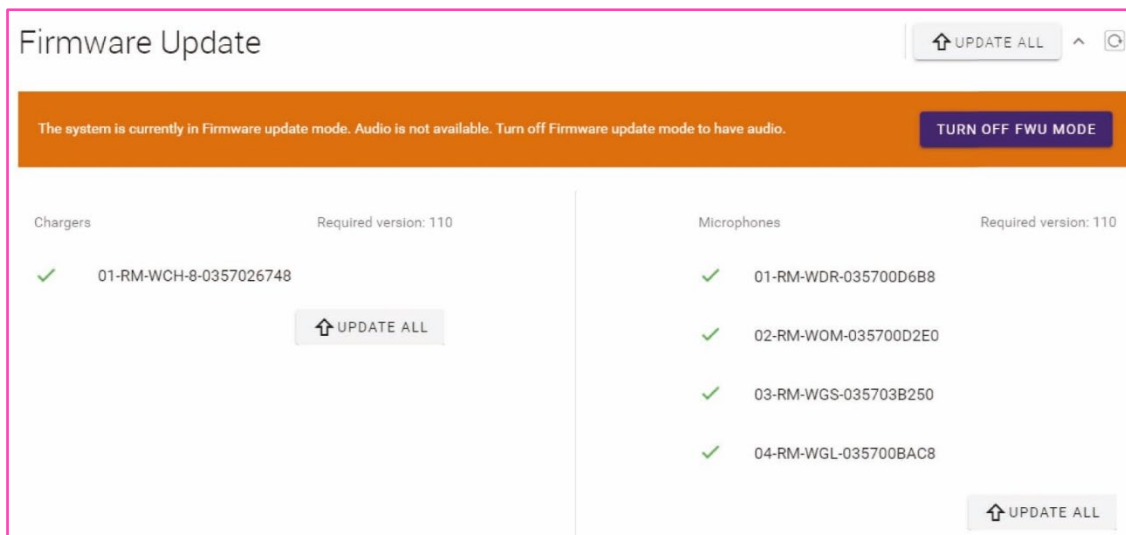 Firmware Update
UPDATE ALL
The system is currently in Firmware update mode. Audio is not available. Turn off Firmware update mode to have audio.
TURN OFF FWU MODE
Chargers
Required version: 110
01-RM-WCH-8-0357026748
UPDATE ALL
Microphones
Required version: 110
01-RM-WDR-035700D6B8
02-RM-WOM-035700D2E0
03-RM-WGS-035703B250
04-RM-WGL-035700BAC8
UPDATE ALL